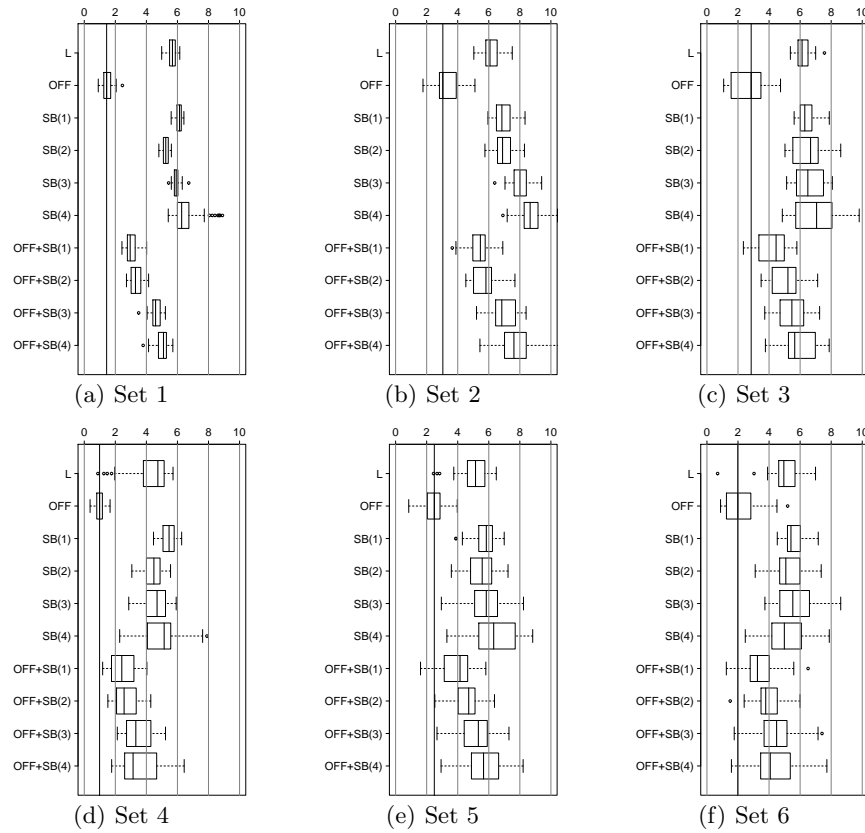 0 2 4 6 8 10
L
OFF
SB(1)
SB(2)
SB(3)
SB(4)
OFF+SB(1)
OFF+SB(2)
OFF+SB(3)
OFF+SB(4)
(a) Set 1
0 2 4 6 8 10
L
OFF
SB(1)
SB(2)
SB(3)
SB(4)
OFF+SB(1)
OFF+SB(2)
OFF+SB(3)
OFF+SB(4)
(b) Set 2
0 2 4 6 8 10
L
OFF
SB(1)
SB(2)
SB(3)
SB(4)
OFF+SB(1)
OFF+SB(2)
OFF+SB(3)
OFF+SB(4)
(c) Set 3
0 2 4 6 8 10
L
OFF
SB(1)
SB(2)
SB(3)
SB(4)
OFF+SB(1)
OFF+SB(2)
OFF+SB(3)
OFF+SB(4)
(d) Set 4
0 2 4 6 8 10
L
OFF
SB(1)
SB(2)
SB(3)
SB(4)
OFF+SB(1)
OFF+SB(2)
OFF+SB(3)
OFF+SB(4)
(e) Set 5
0 2 4 6 8 10
L
OFF
SB(1)
SB(2)
SB(3)
SB(4)
OFF+SB(1)
OFF+SB(2)
OFF+SB(3)
OFF+SB(4)
(f) Set 6